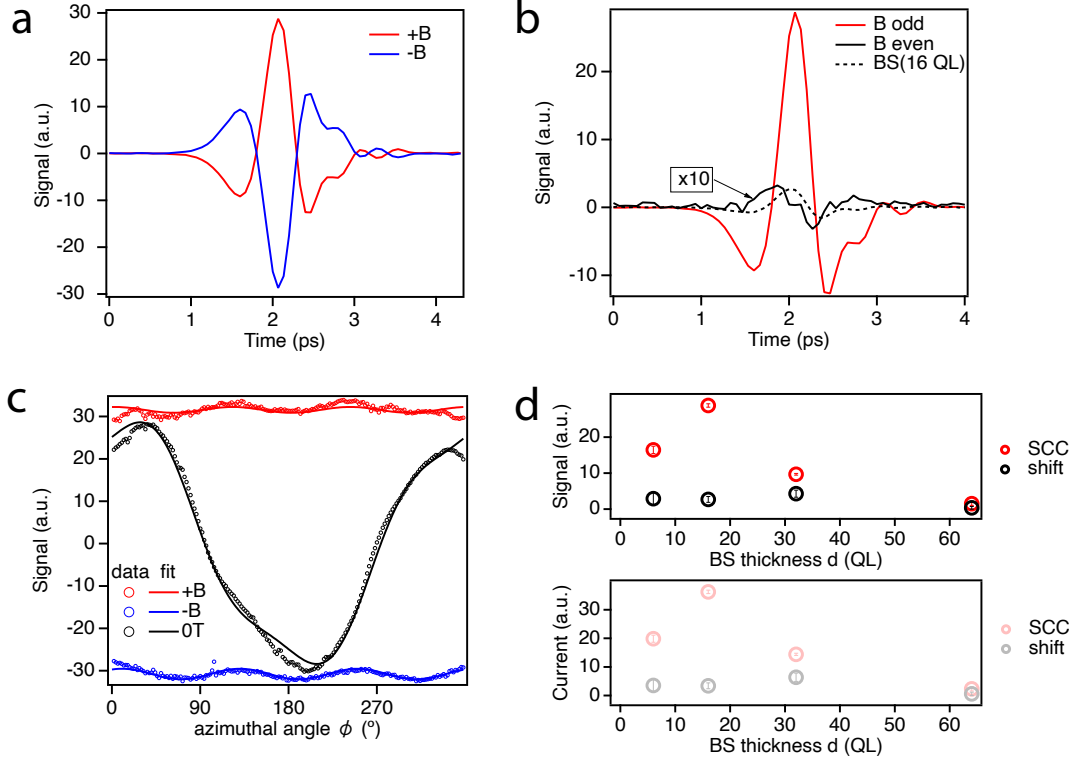 a
Signal (a.u.)
30
20
10
0
-10
-20
-30
0
1
2
3
4
Time (ps)
+B
-B
b
Signal (a.u.)
20
10
0
-10
0
1
2
3
4
Time (ps)
B odd
B even
BS(16 QL)
x10
c
Signal (a.u.)
30
20
10
0
-10
-20
-30
0
90
180
270
azimuthal angle ϕ (º)
data fit
+B
-B
0T
d
Signal (a.u.)
20
10
0
0
10
20
30
40
50
60
BS thickness d (QL)
SCC
shift
Current (a.u.)
30
20
10
0
0
10
20
30
40
50
60
BS thickness d (QL)
SCC
shift